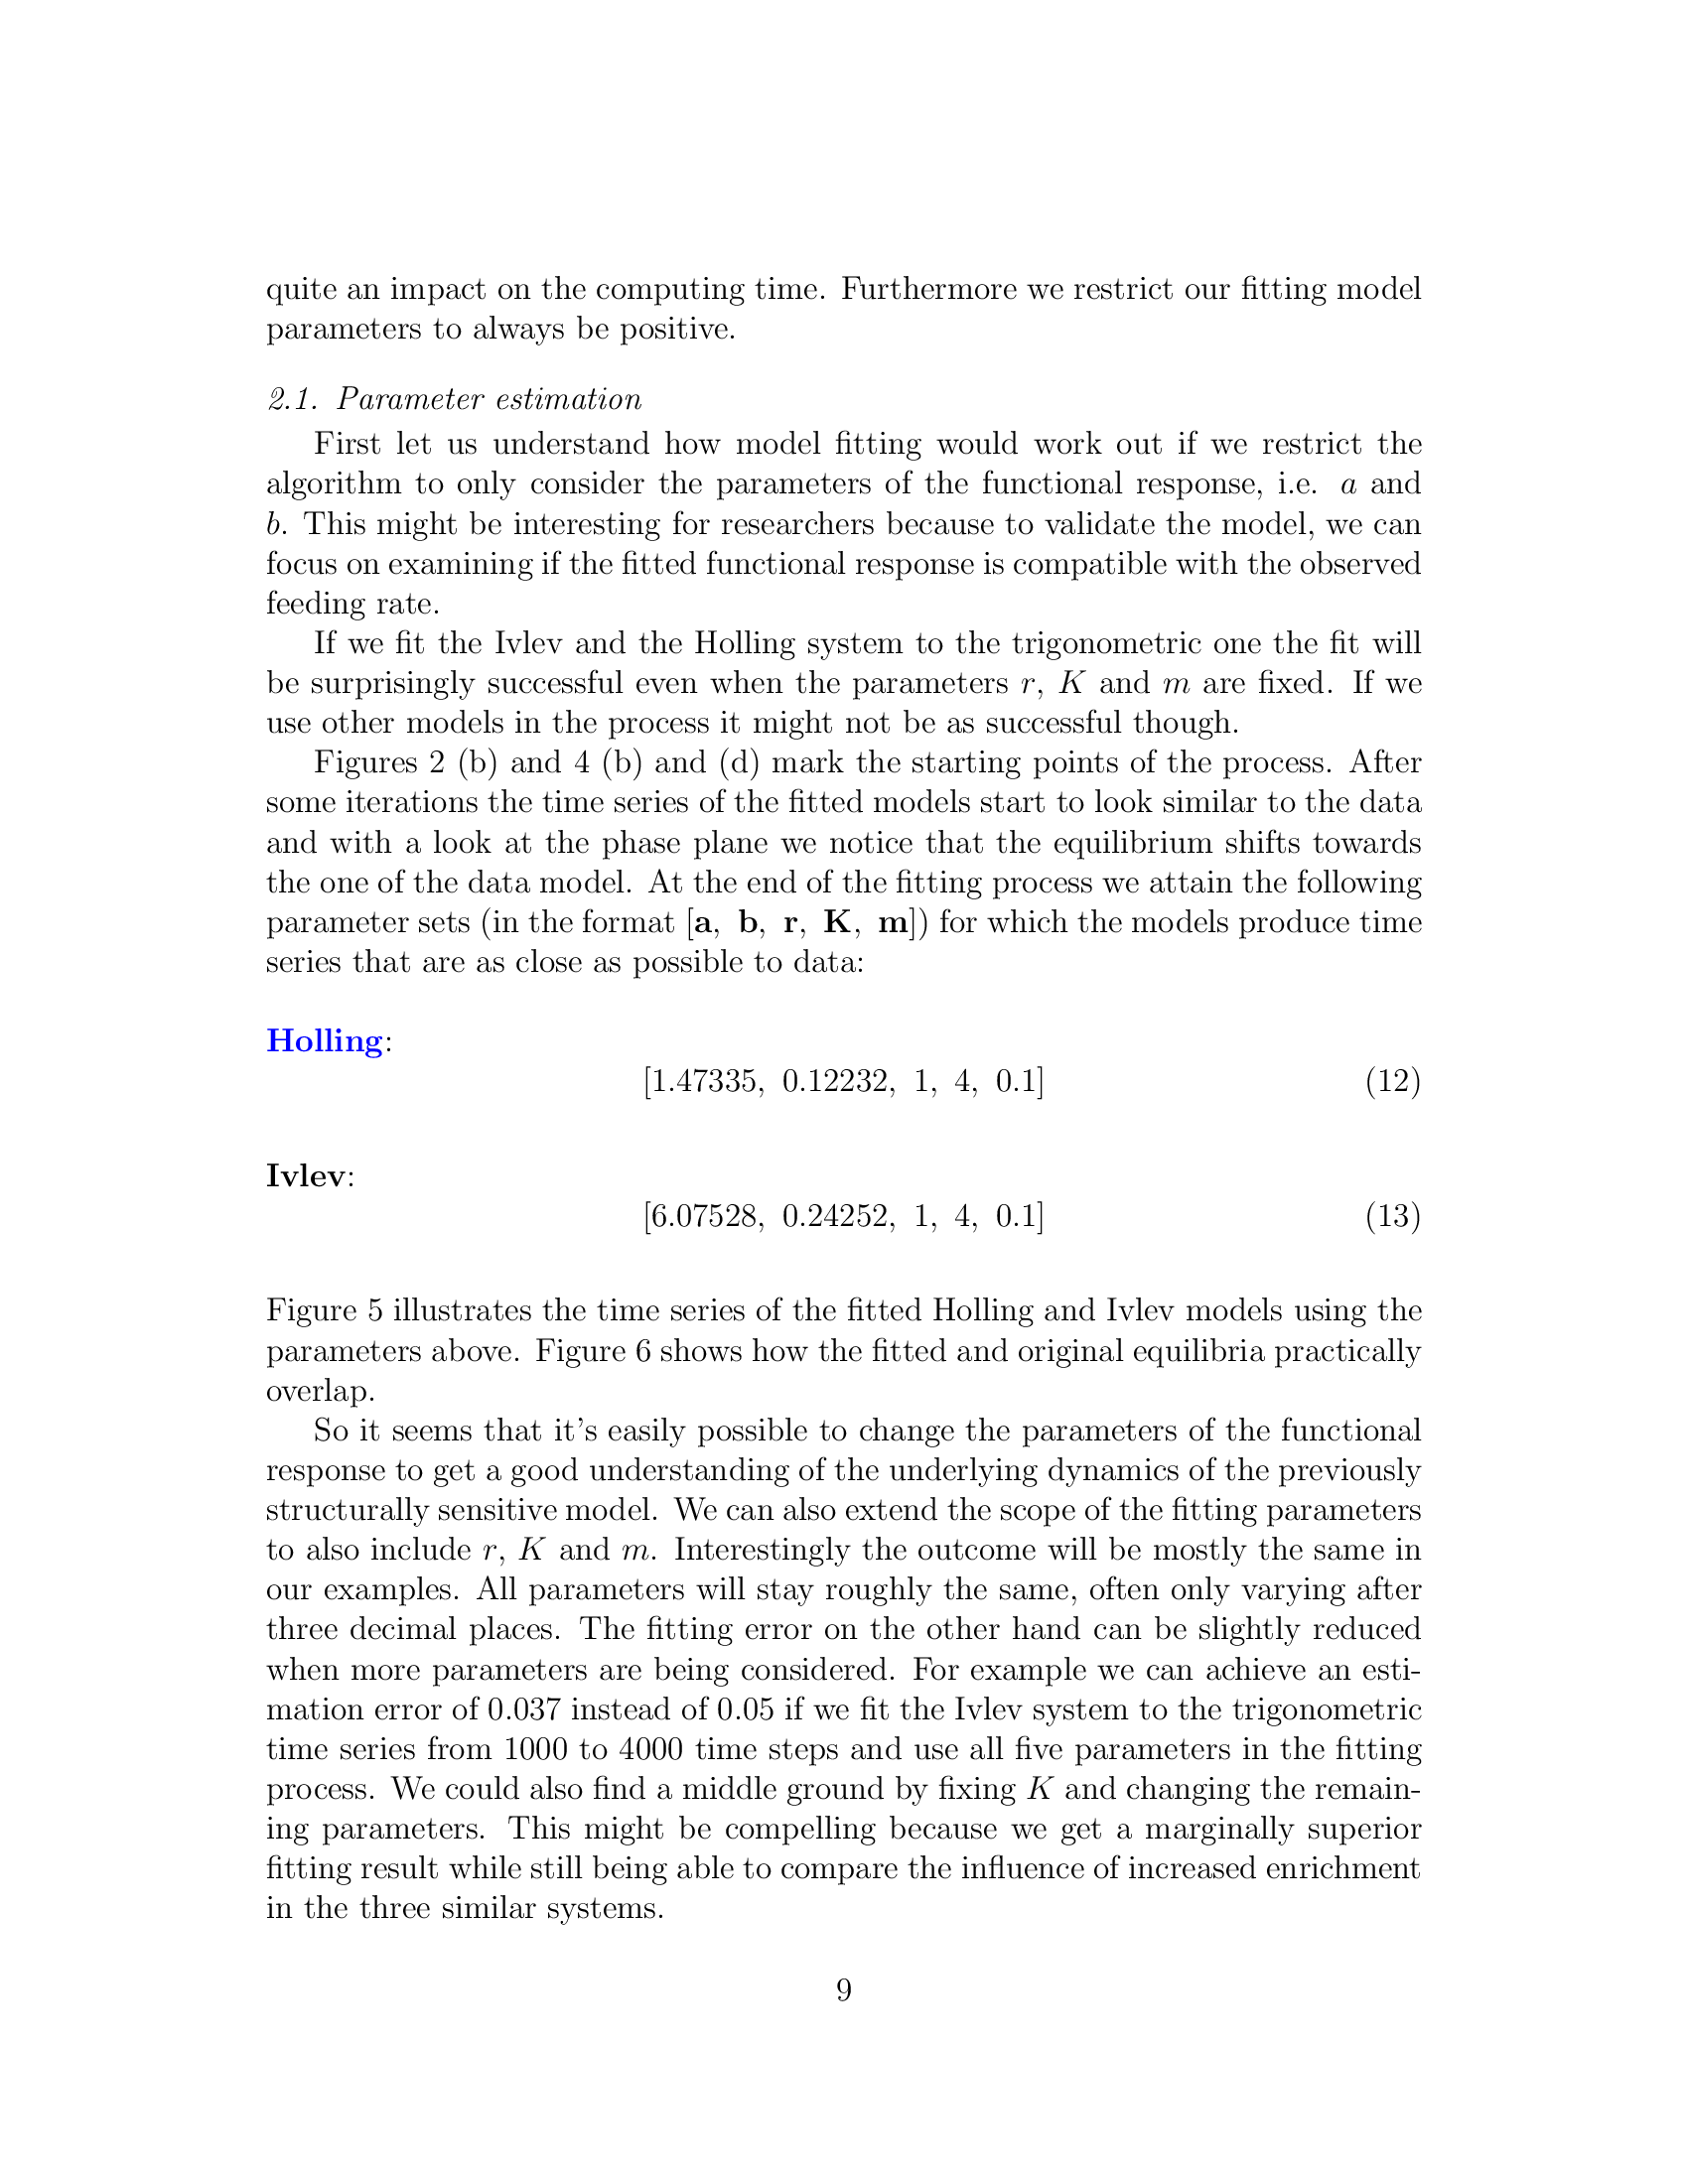 quite an impact on the computing time. Furthermore we restrict our fitting model
parameters to always be positive.
2.1. Parameter estimation
First let us understand how model fitting would work out if we restrict the
algorithm to only consider the parameters of the functional response, i.e. a and
b. This might be interesting for researchers because to validate the model, we can
focus on examining if the fitted functional response is compatible with the observed
feeding rate.
If we fit the Ivlev and the Holling system to the trigonometric one the fit will
be surprisingly successful even when the parameters r, K and m are fixed. If we
use other models in the process it might not be as successful though.
Figures 2 (b) and 4 (b) and (d) mark the starting points of the process. After
some iterations the time series of the fitted models start to look similar to the data
and with a look at the phase plane we notice that the equilibrium shifts towards
the one of the data model. At the end of the fitting process we attain the following
parameter sets (in the format [a, b, r, K, m]) for which the models produce time
series that are as close as possible to data:
Holling:
[1.47335, 0.12232, 1, 4, 0.1] (12)
Ivlev:
[6.07528, 0.24252, 1, 4, 0.1] (13)
Figure 5 illustrates the time series of the fitted Holling and Ivlev models using the
parameters above. Figure 6 shows how the fitted and original equilibria practically
overlap.
So it seems that it's easily possible to change the parameters of the functional
response to get a good understanding of the underlying dynamics of the previously
structurally sensitive model. We can also extend the scope of the fitting parameters
to also include r, K and m. Interestingly the outcome will be mostly the same in
our examples. All parameters will stay roughly the same, often only varying after
three decimal places. The fitting error on the other hand can be slightly reduced
when more parameters are being considered. For example we can achieve an esti-
mation error of 0.037 instead of 0.05 if we fit the Ivlev system to the trigonometric
time series from 1000 to 4000 time steps and use all five parameters in the fitting
process. We could also find a middle ground by fixing K and changing the remain-
ing parameters. This might be compelling because we get a marginally superior
fitting result while still being able to compare the influence of increased enrichment
in the three similar systems.
9